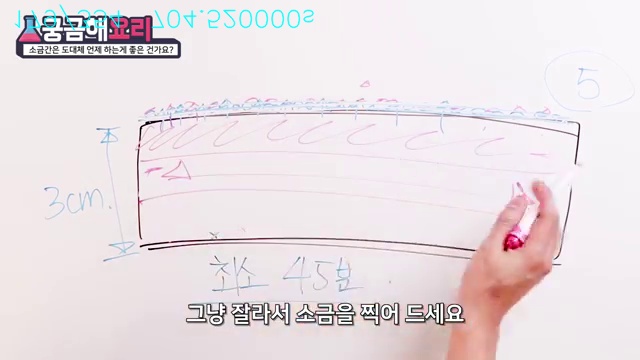 704.520000s
궁금해요리
소금간은 도대체 언제 하는게 좋은 건가요?
5
3cm.
최소 45분
그냥 잘라서 소금을 찍어 드세요